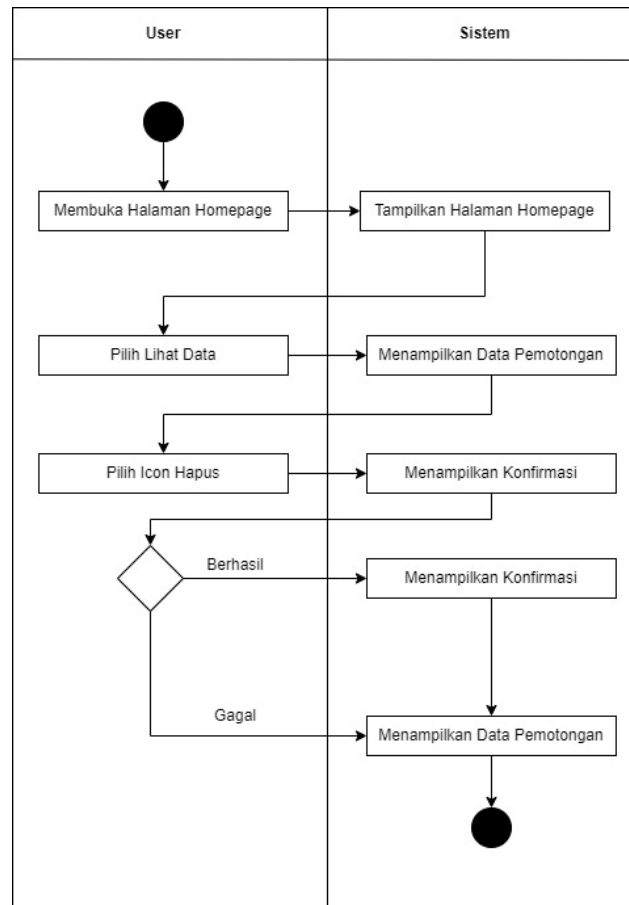 User
Sistem
Membuka Halaman Homepage
Tampilkan Halaman Homepage
Pilih Lihat Data
Menampilkan Data Pemotongan
Pilih Icon Hapus
Menampilkan Konfirmasi
Berhasil
Menampilkan Konfirmasi
Gagal
Menampilkan Data Pemotongan